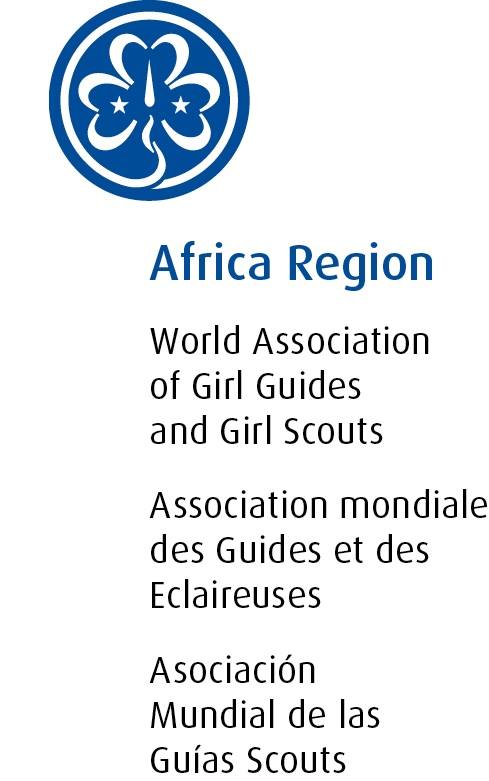 Africa Region
World Association
of Girl Guides
and Girl Scouts
Association mondiale
des Guides et des
Eclaireuses
Asociación
Mundial de las
Guías Scouts